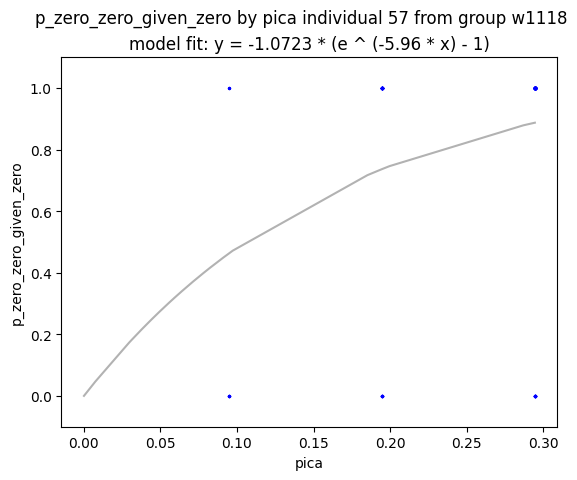 p_zero_zero_given_zero by pica individual 57 from group w1118
model fit: y = -1.0723 * (e ^ (-5.96 * x) - 1)
1.0
0.8
0.6
0.4
0.2
0.0
p_zero_zero_given_zero
0.00 0.05 0.10 0.15 0.20 0.25 0.30
pica